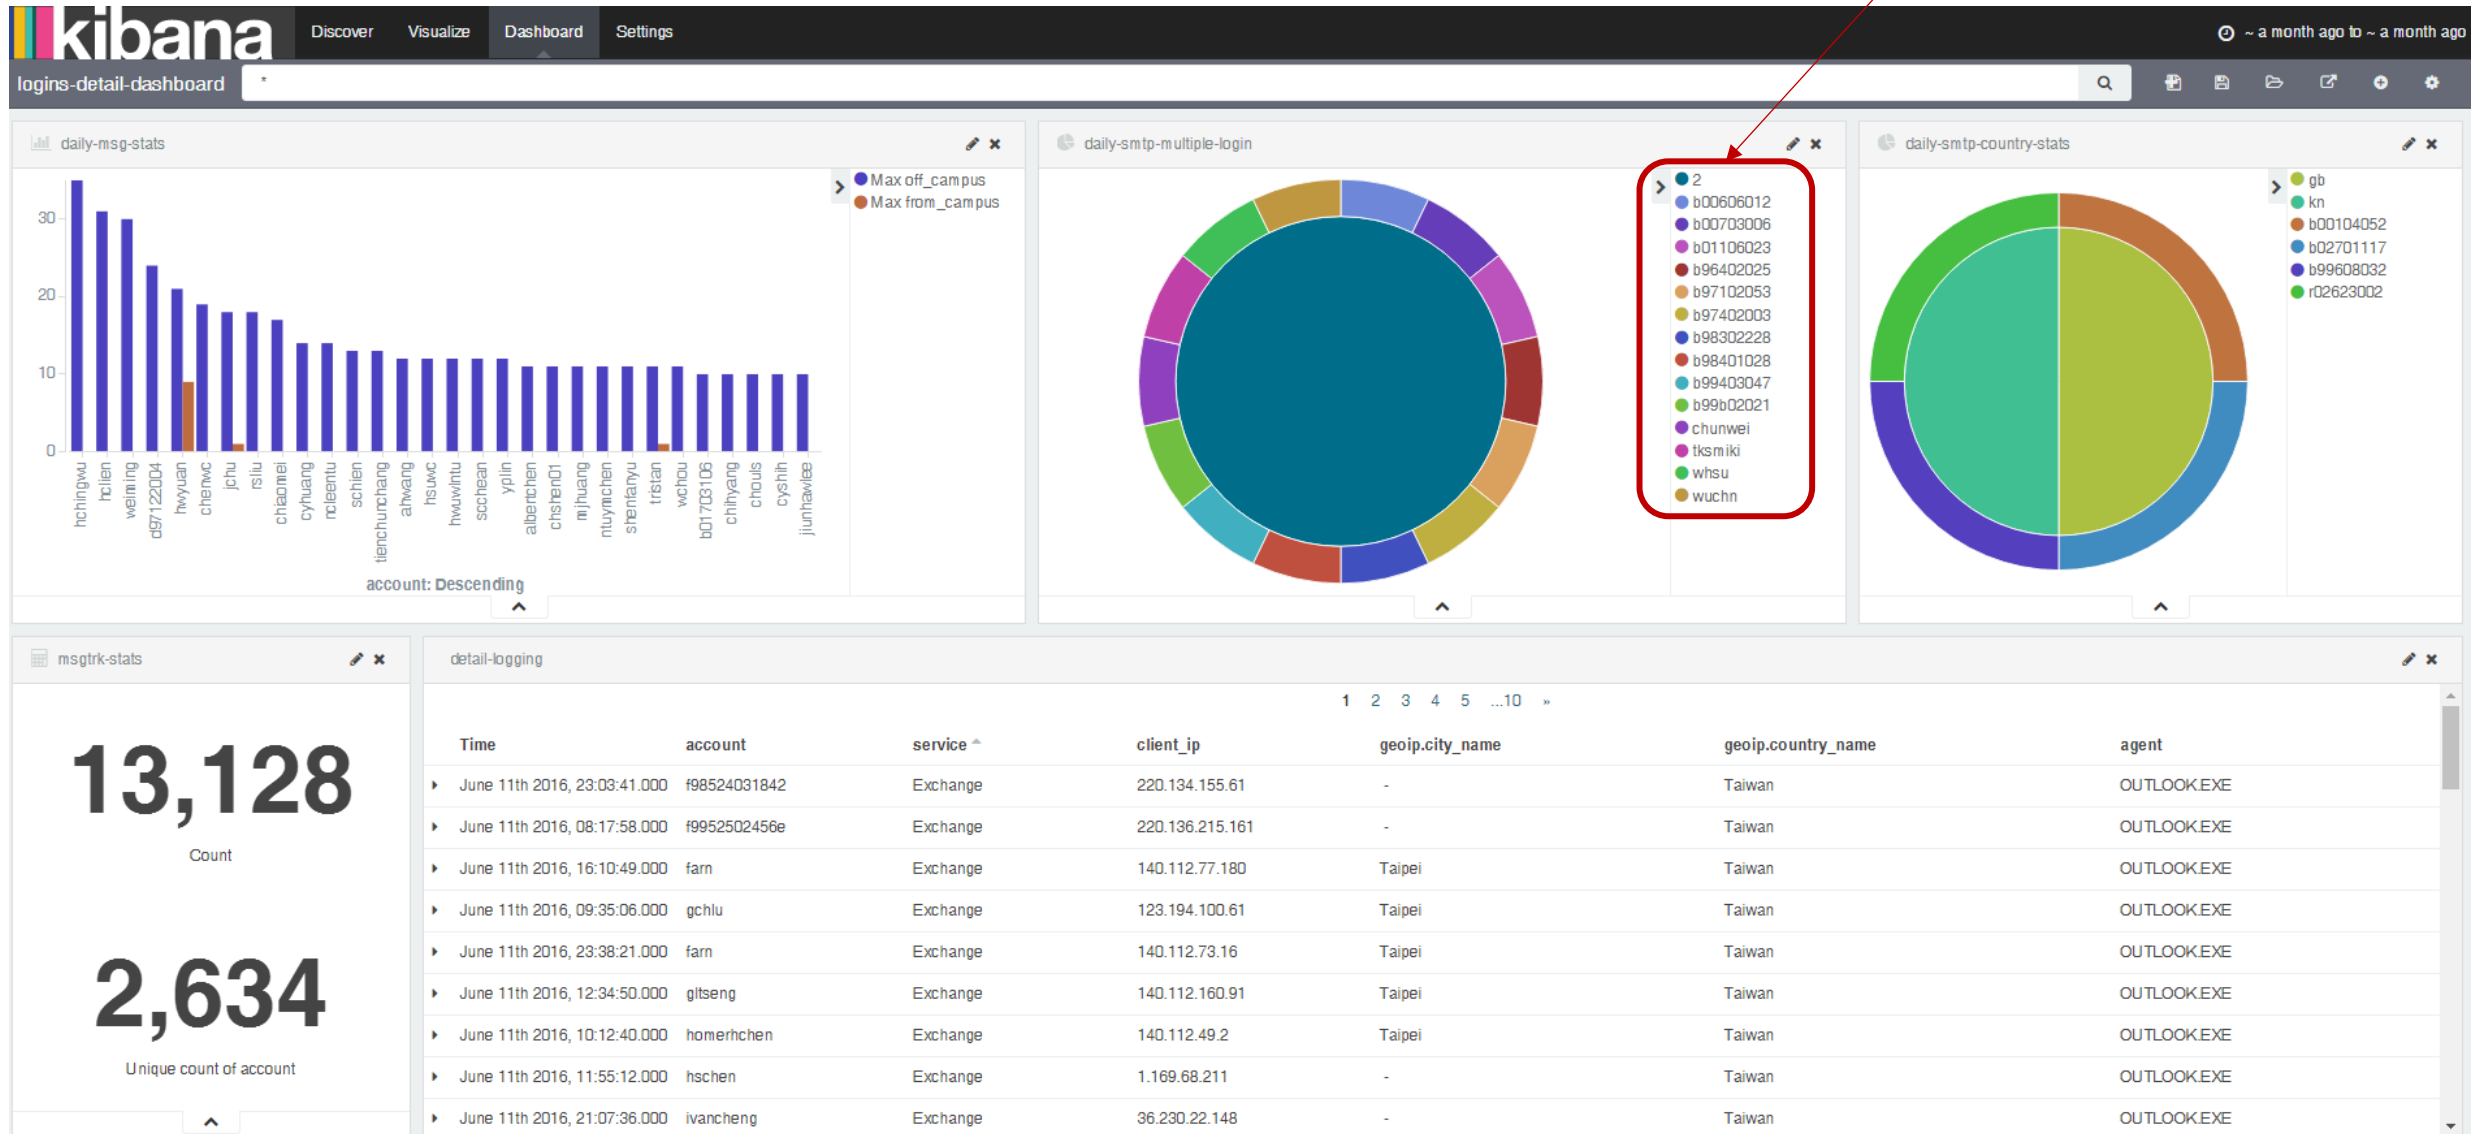 kibana Discover Visualize Dashboard Settings ~ a month ago to ~ a month ago
logins-detail-dashboard *
daily-msg-stats
30
20
10
0
hchingwu
hclien
weiming
d97122004
hwyuan
chenwc
jchu
rsliu
chaomei
cyhuang
ncleentu
schien
tienchunchang
ahwang
hsuwc
hwuwlntu
scchean
yplin
albertchen
chshen01
mjhuang
ntuymchen
shenfanyu
tristan
wchou
b01703106
chihyang
chouls
cyshih
jiunhawlee
account: Descending
Max off_campus
Max from_campus
daily-smtp-multiple-login
2
b00606012
b00703006
b01106023
b96402025
b97102053
b97402003
b98302228
b98401028
b99403047
b99b02021
chunwei
tksmiki
whsu
wuchn
daily-smtp-country-stats
gb
kn
b00104052
b02701117
b99608032
r02623002
msgtrk-stats
13,128
Count
2,634
Unique count of account
detail-logging
1 2 3 4 5 ...10 »
Time account service client_ip geoip.city_name geoip.country_name agent
June 11th 2016, 23:03:41.000 f98524031842 Exchange 220.134.155.61 - Taiwan OUTLOOK.EXE
June 11th 2016, 08:17:58.000 f9952502456e Exchange 220.136.215.161 - Taiwan OUTLOOK.EXE
June 11th 2016, 16:10:49.000 farn Exchange 140.112.77.180 Taipei Taiwan OUTLOOK.EXE
June 11th 2016, 09:35:06.000 gchlu Exchange 123.194.100.61 Taipei Taiwan OUTLOOK.EXE
June 11th 2016, 23:38:21.000 farn Exchange 140.112.73.16 Taipei Taiwan OUTLOOK.EXE
June 11th 2016, 12:34:50.000 gltseng Exchange 140.112.160.91 Taipei Taiwan OUTLOOK.EXE
June 11th 2016, 10:12:40.000 homerhchen Exchange 140.112.49.2 Taipei Taiwan OUTLOOK.EXE
June 11th 2016, 11:55:12.000 hschen Exchange 1.169.68.211 - Taiwan OUTLOOK.EXE
June 11th 2016, 21:07:36.000 ivancheng Exchange 36.230.22.148 - Taiwan OUTLOOK.EXE